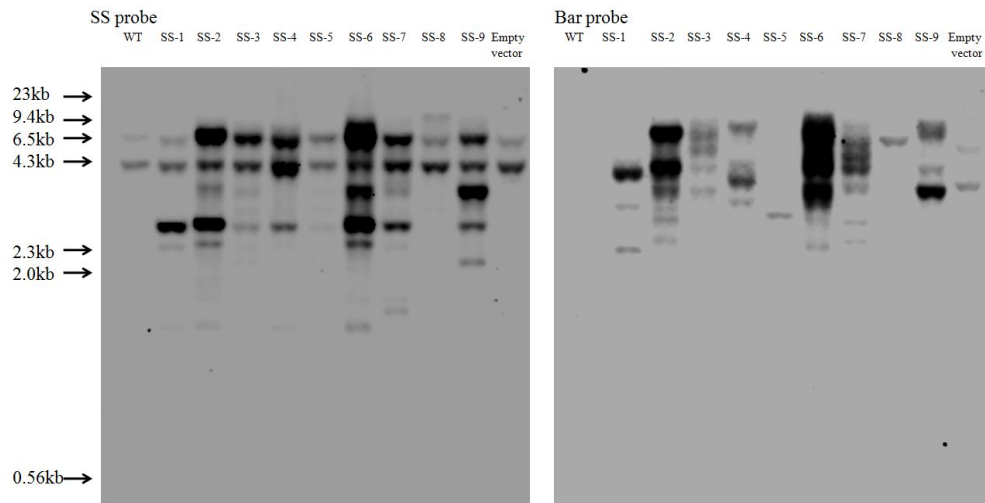 SS probe
WT SS-1 SS-2 SS-3 SS-4 SS-5 SS-6 SS-7 SS-8 SS-9 Empty vector
Bar probe
WT SS-1 SS-2 SS-3 SS-4 SS-5 SS-6 SS-7 SS-8 SS-9 Empty vector
23kb
9.4kb
6.5kb
4.3kb
2.3kb
2.0kb
0.56kb